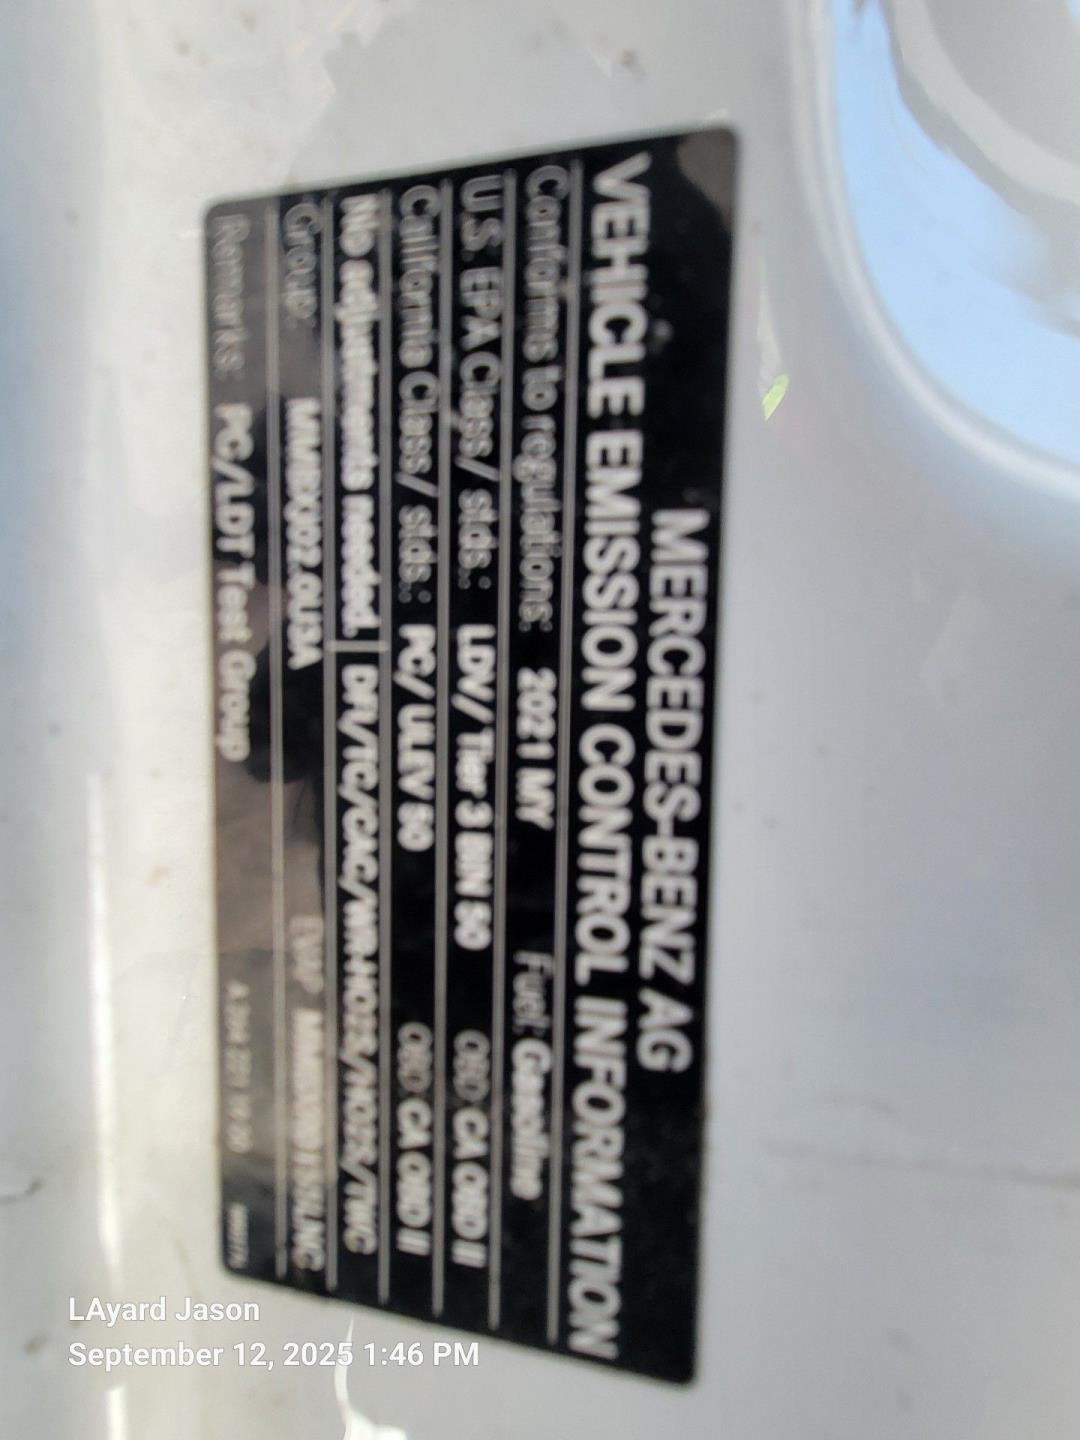 MERCEDES-BENZ AG
VEHICLE EMISSION CONTROL INFORMATION
Conforms to regulations: 2021 MY Fuel: Gasoline
U.S. EPA Class/ stds.: LDV/ Tier 3 BIN 50 OBD CA OBD II
California Class/ stds.: PC/ ULEV 50 OBD CA OBD II
No adjustments needed. DFI/TC/CAC/WR-HO2S/HO2S/TWC
Group: MMBXJ02.0U3A EVAP
Remarks: PC/LDT Test Group
LAyard Jason
September 12, 2025 1:46 PM